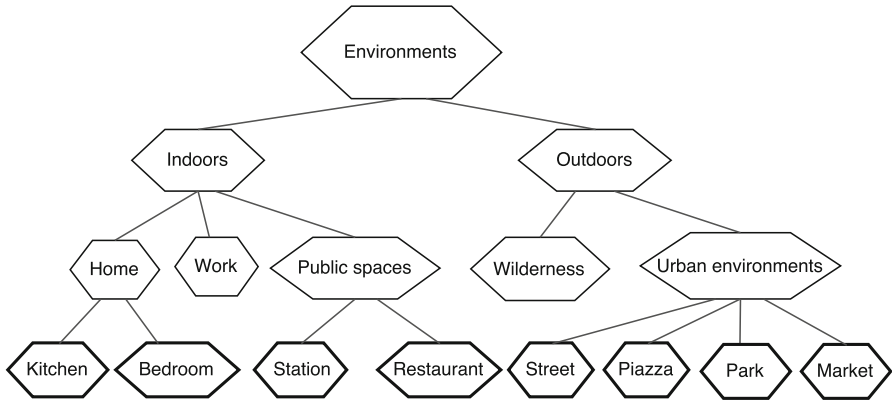 Environments
Indoors
Outdoors
Home
Work
Public spaces
Wilderness
Urban environments
Kitchen
Bedroom
Station
Restaurant
Street
Piazza
Park
Market